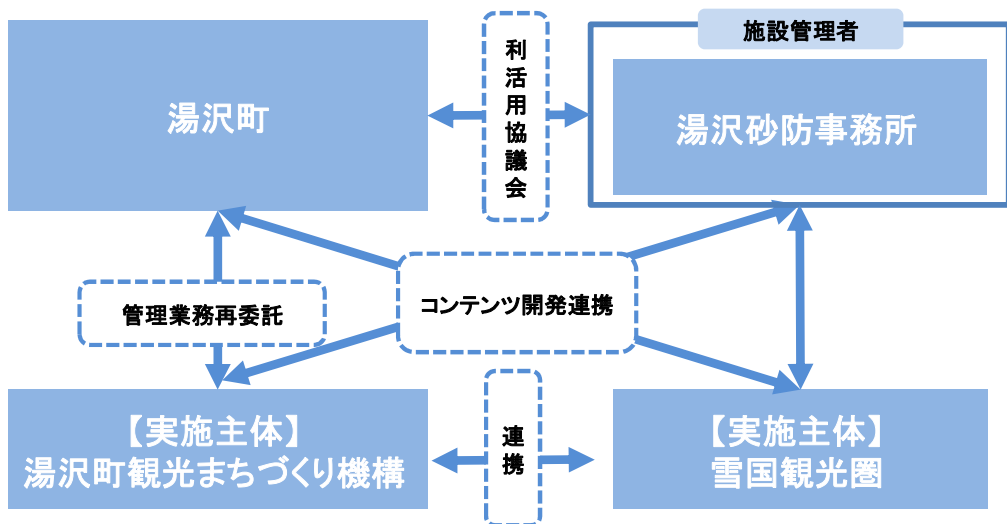 施設管理者
湯沢町
利活用協議会
湯沢砂防事務所
コンテンツ開発連携
管理業務再委託
【実施主体】
湯沢町観光まちづくり機構
連携
【実施主体】
雪国観光圏